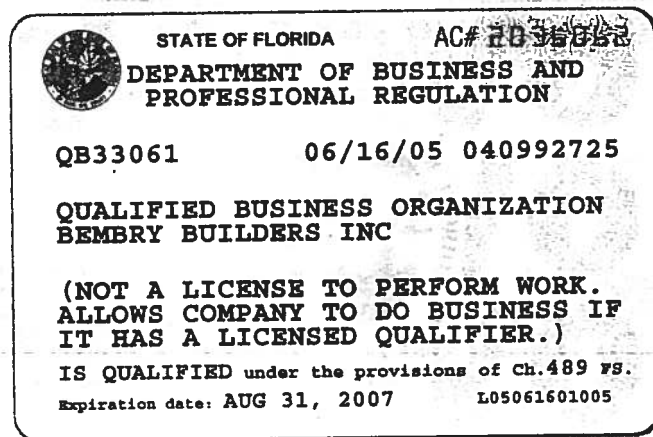 STATE OF FLORIDA AC#
DEPARTMENT OF BUSINESS AND
PROFESSIONAL REGULATION
QB33061 06/16/05 040992725
QUALIFIED BUSINESS ORGANIZATION
BEMBRY BUILDERS INC
(NOT A LICENSE TO PERFORM WORK.
ALLOWS COMPANY TO DO BUSINESS IF
IT HAS A LICENSED QUALIFIER.)
IS QUALIFIED under the provisions of Ch.489 FS.
Expiration date: AUG 31, 2007 L05061601005